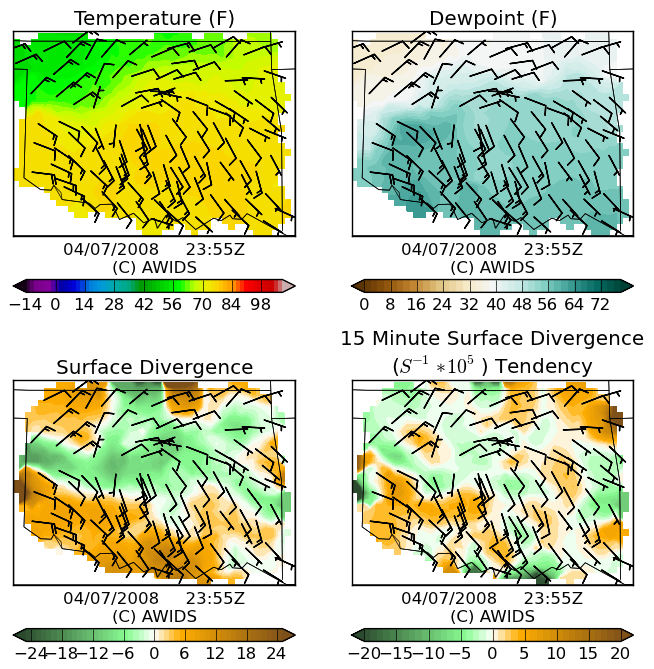 Temperature (F)
Dewpoint (F)
04/07/2008 23:55Z
(C) AWIDS
04/07/2008 23:55Z
(C) AWIDS
−14 0 14 28 42 56 70 84 98
0 8 16 24 32 40 48 56 64 72
Surface Divergence
15 Minute Surface Divergence
(S⁻¹ *10⁵ ) Tendency
04/07/2008 23:55Z
(C) AWIDS
04/07/2008 23:55Z
(C) AWIDS
−24 −18 −12 −6 0 6 12 18 24
−20 −15 −10 −5 0 5 10 15 20